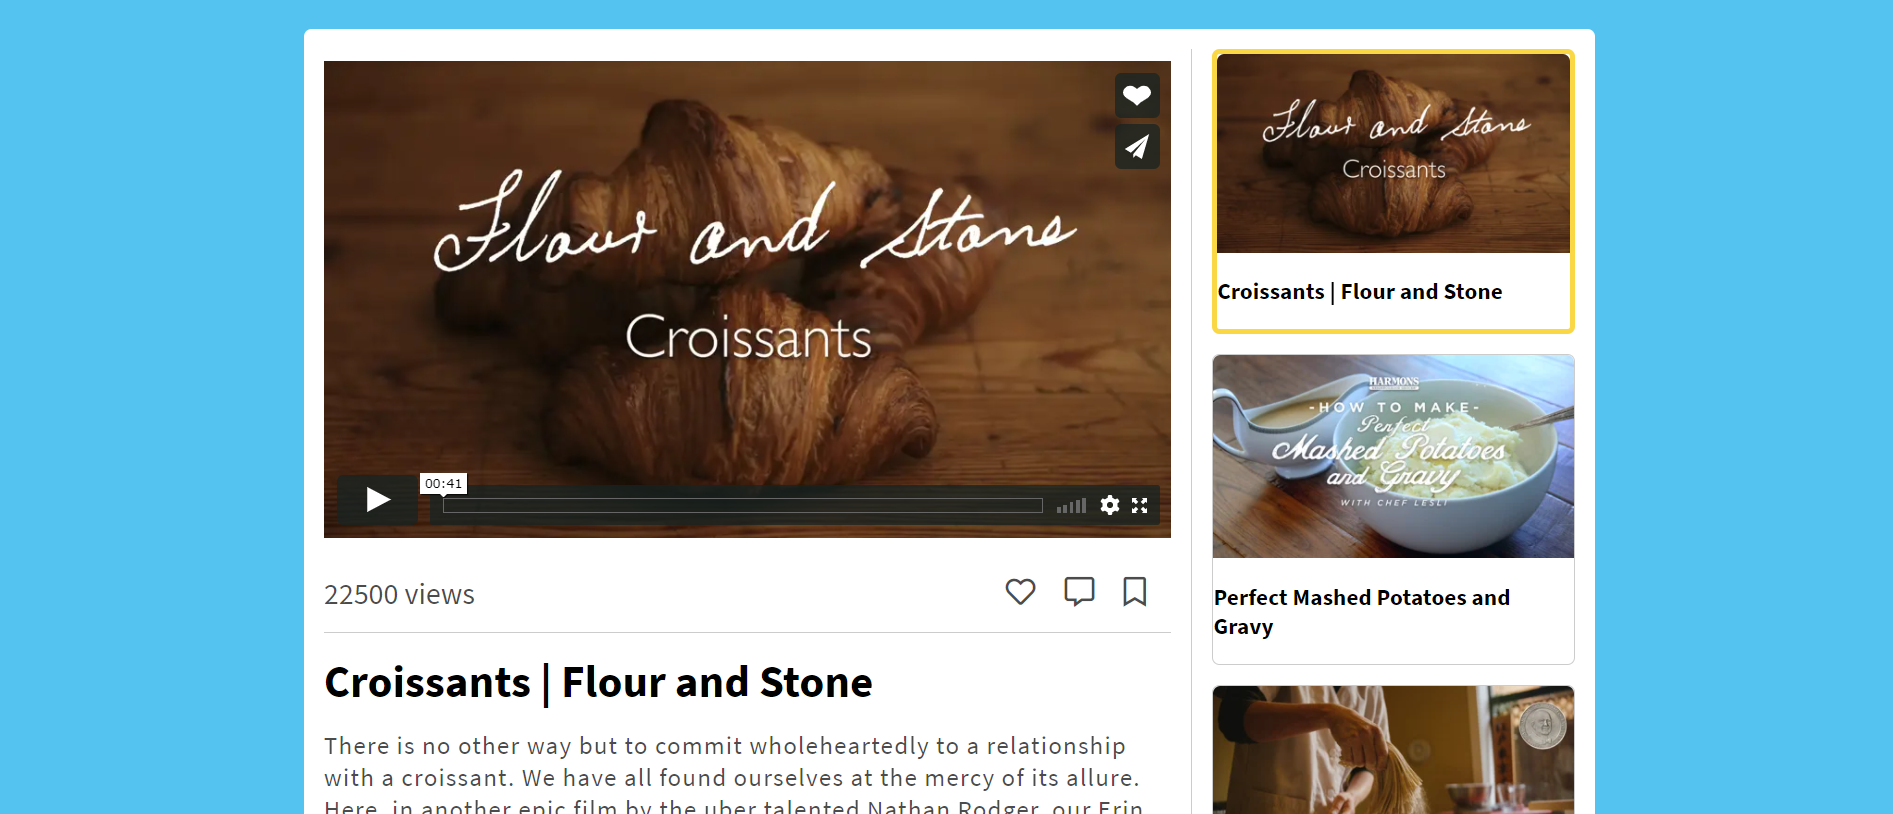 Flour and Stone
Croissants
00:41
22500 views
Croissants | Flour and Stone
There is no other way but to commit wholeheartedly to a relationship
with a croissant. We have all found ourselves at the mercy of its allure.
Here, in another epic film by the uber talented Nathan Rodger, our Erin
Flour and Stone
Croissants
Croissants | Flour and Stone
HARMONS
-HOW TO MAKE-
Perfect
Mashed Potatoes
and Gravy
WITH CHEF LESLI
Perfect Mashed Potatoes and
Gravy